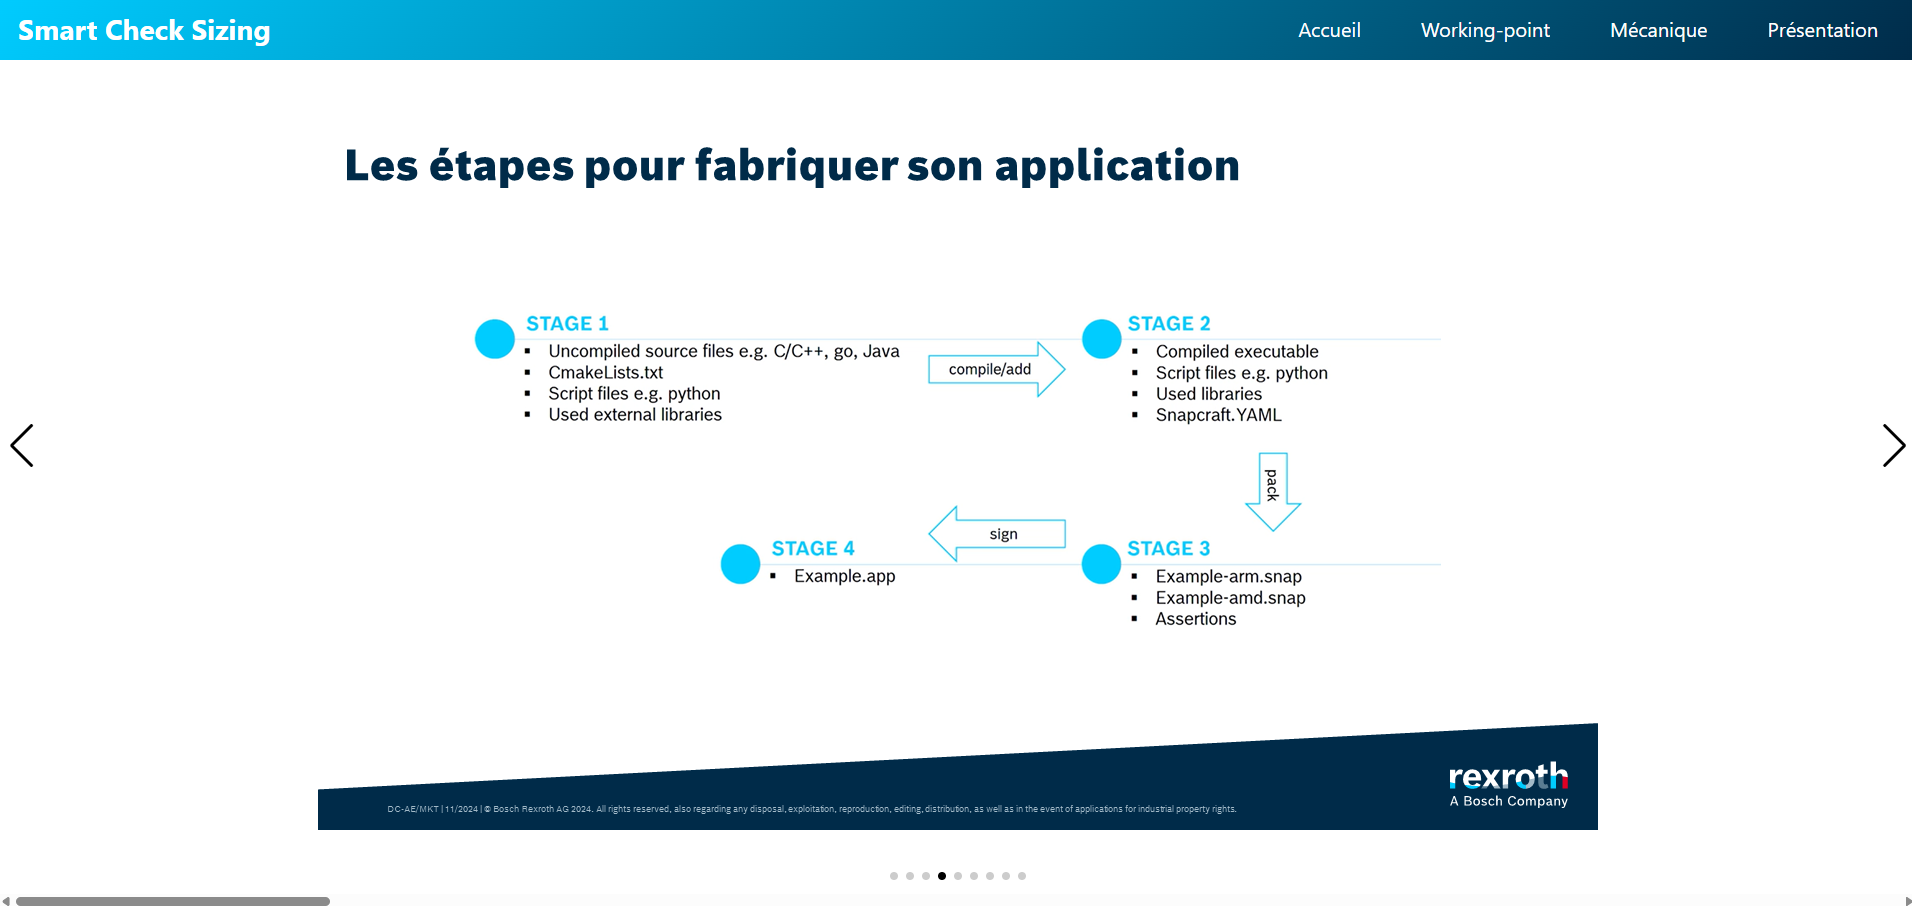 Smart Check Sizing
Accueil
Working-point
Mécanique
Présentation
Les étapes pour fabriquer son application
STAGE 1
Uncompiled source files e.g. C/C++, go, Java
CmakeLists.txt
Script files e.g. python
Used external libraries
compile/add
STAGE 2
Compiled executable
Script files e.g. python
Used libraries
Snapcraft.YAML
pack
STAGE 3
Example-arm.snap
Example-amd.snap
Assertions
sign
STAGE 4
Example.app
DC-AE/MKT | 11/2024 | © Bosch Rexroth AG 2024. All rights reserved, also regarding any disposal, exploitation, reproduction, editing, distribution, as well as in the event of applications for industrial property rights.
rexroth
A Bosch Company